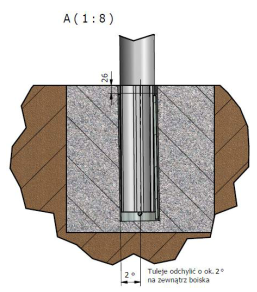 A ( 1 : 8 )
26
2 °
Tuleje odchylić o ok. 2°
na zewnątrz boiska